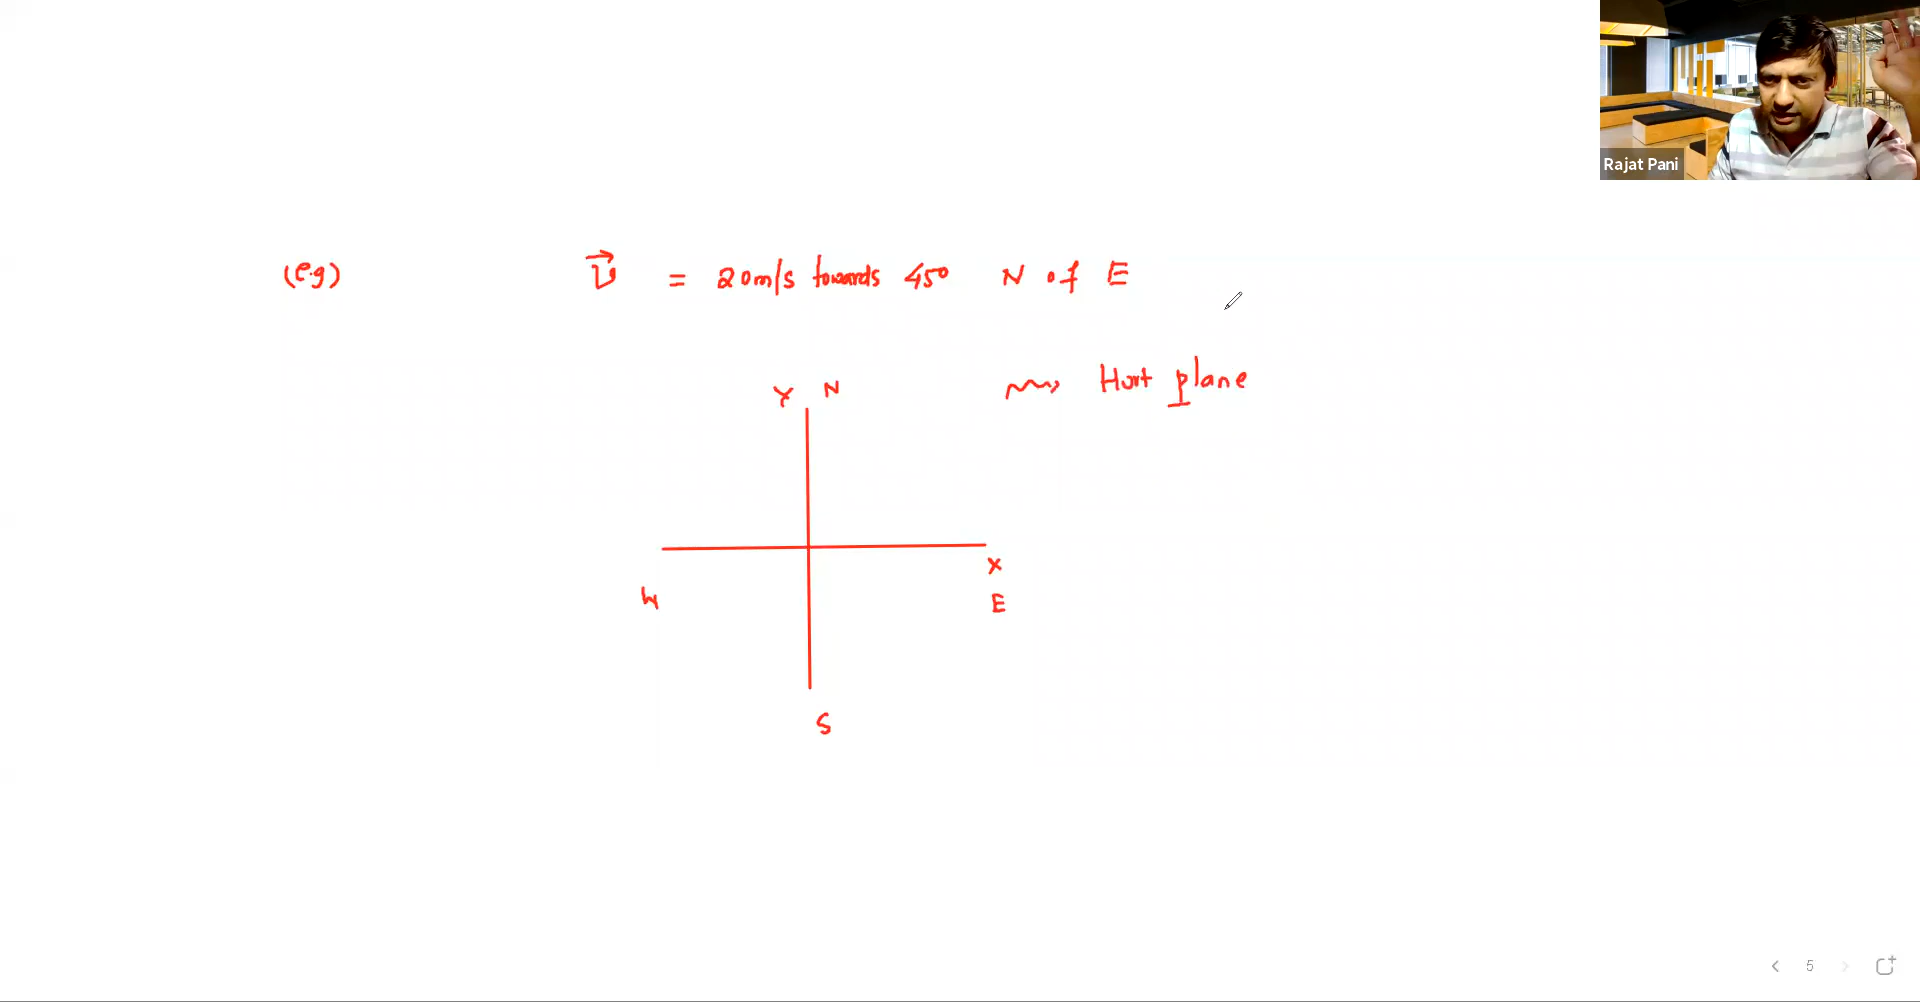 Rajat Pani
(e.g) v⃗ = 20m/s towards 45° N of E
Y N
Hort plane
X
W
E
S
5